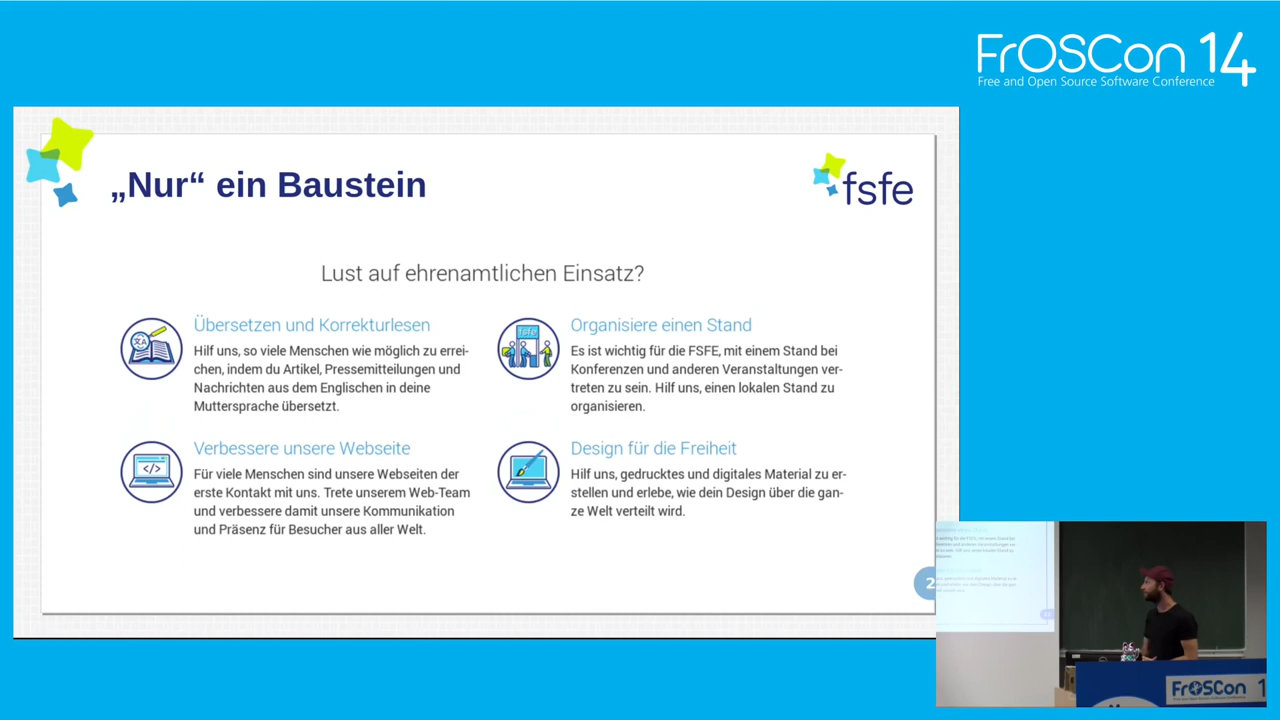 FrOSCon 14
Free and Open Source Software Conference
„Nur“ ein Baustein
fsfe
Lust auf ehrenamtlichen Einsatz?
Übersetzen und Korrekturlesen
Hilf uns, so viele Menschen wie möglich zu errei-
chen, indem du Artikel, Pressemitteilungen und
Nachrichten aus dem Englischen in deine
Muttersprache übersetzt.
Organisiere einen Stand
Es ist wichtig für die FSFE, mit einem Stand bei
Konferenzen und anderen Veranstaltungen ver-
treten zu sein. Hilf uns, einen lokalen Stand zu
organisieren.
fsfe
Verbessere unsere Webseite
Für viele Menschen sind unsere Webseiten der
erste Kontakt mit uns. Trete unserem Web-Team
und verbessere damit unsere Kommunikation
und Präsenz für Besucher aus aller Welt.
</>
Design für die Freiheit
Hilf uns, gedrucktes und digitales Material zu er-
stellen und erlebe, wie dein Design über die gan-
ze Welt verteilt wird.
2
FrOSCon 1